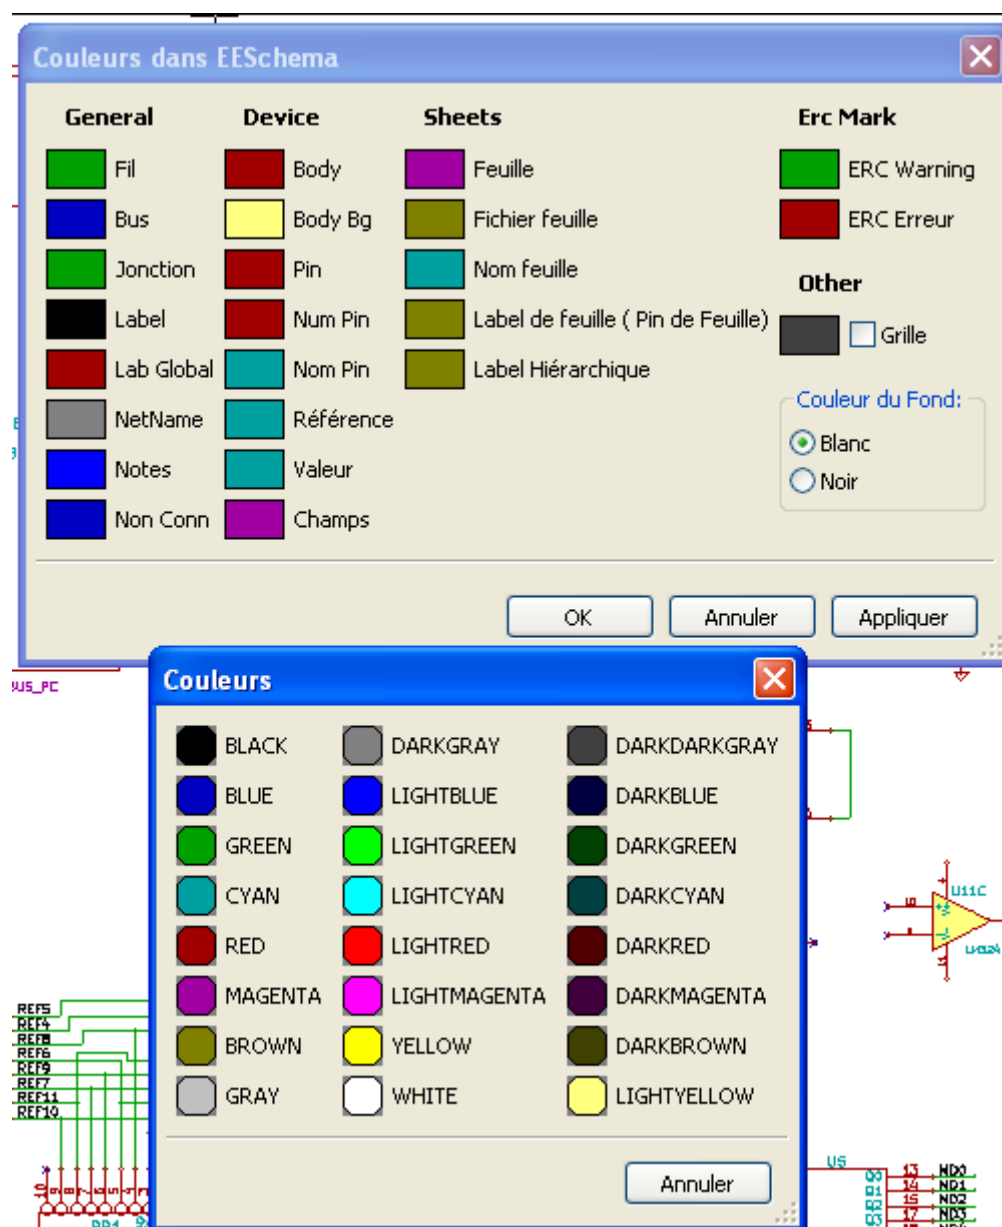 Couleurs dans EESchema
General Device Sheets Erc Mark
Fil Body Feuille ERC Warning
Bus Body Bg Fichier feuille ERC Erreur
Jonction Pin Nom feuille
Other
Label Num Pin Label de feuille ( Pin de Feuille)
Grille
Lab Global Nom Pin Label Hiérarchique
Couleur du Fond:
NetName Référence
Blanc
Notes Valeur
Noir
Non Conn Champs
OK Annuler Appliquer
BUS_PC
Couleurs
BLACK DARKGRAY DARKDARKGRAY
BLUE LIGHTBLUE DARKBLUE
GREEN LIGHTGREEN DARKGREEN
CYAN LIGHTCYAN DARKCYAN
U11C
RED LIGHTRED DARKRED
LM324
MAGENTA LIGHTMAGENTA DARKMAGENTA
REF5
REF4
REF8
BROWN YELLOW DARKBROWN
REF6
REF9
REF7
GRAY WHITE LIGHTYELLOW
REF11
REF10
Annuler
U5
13 ND0
14 ND1
15 ND2
17 ND3